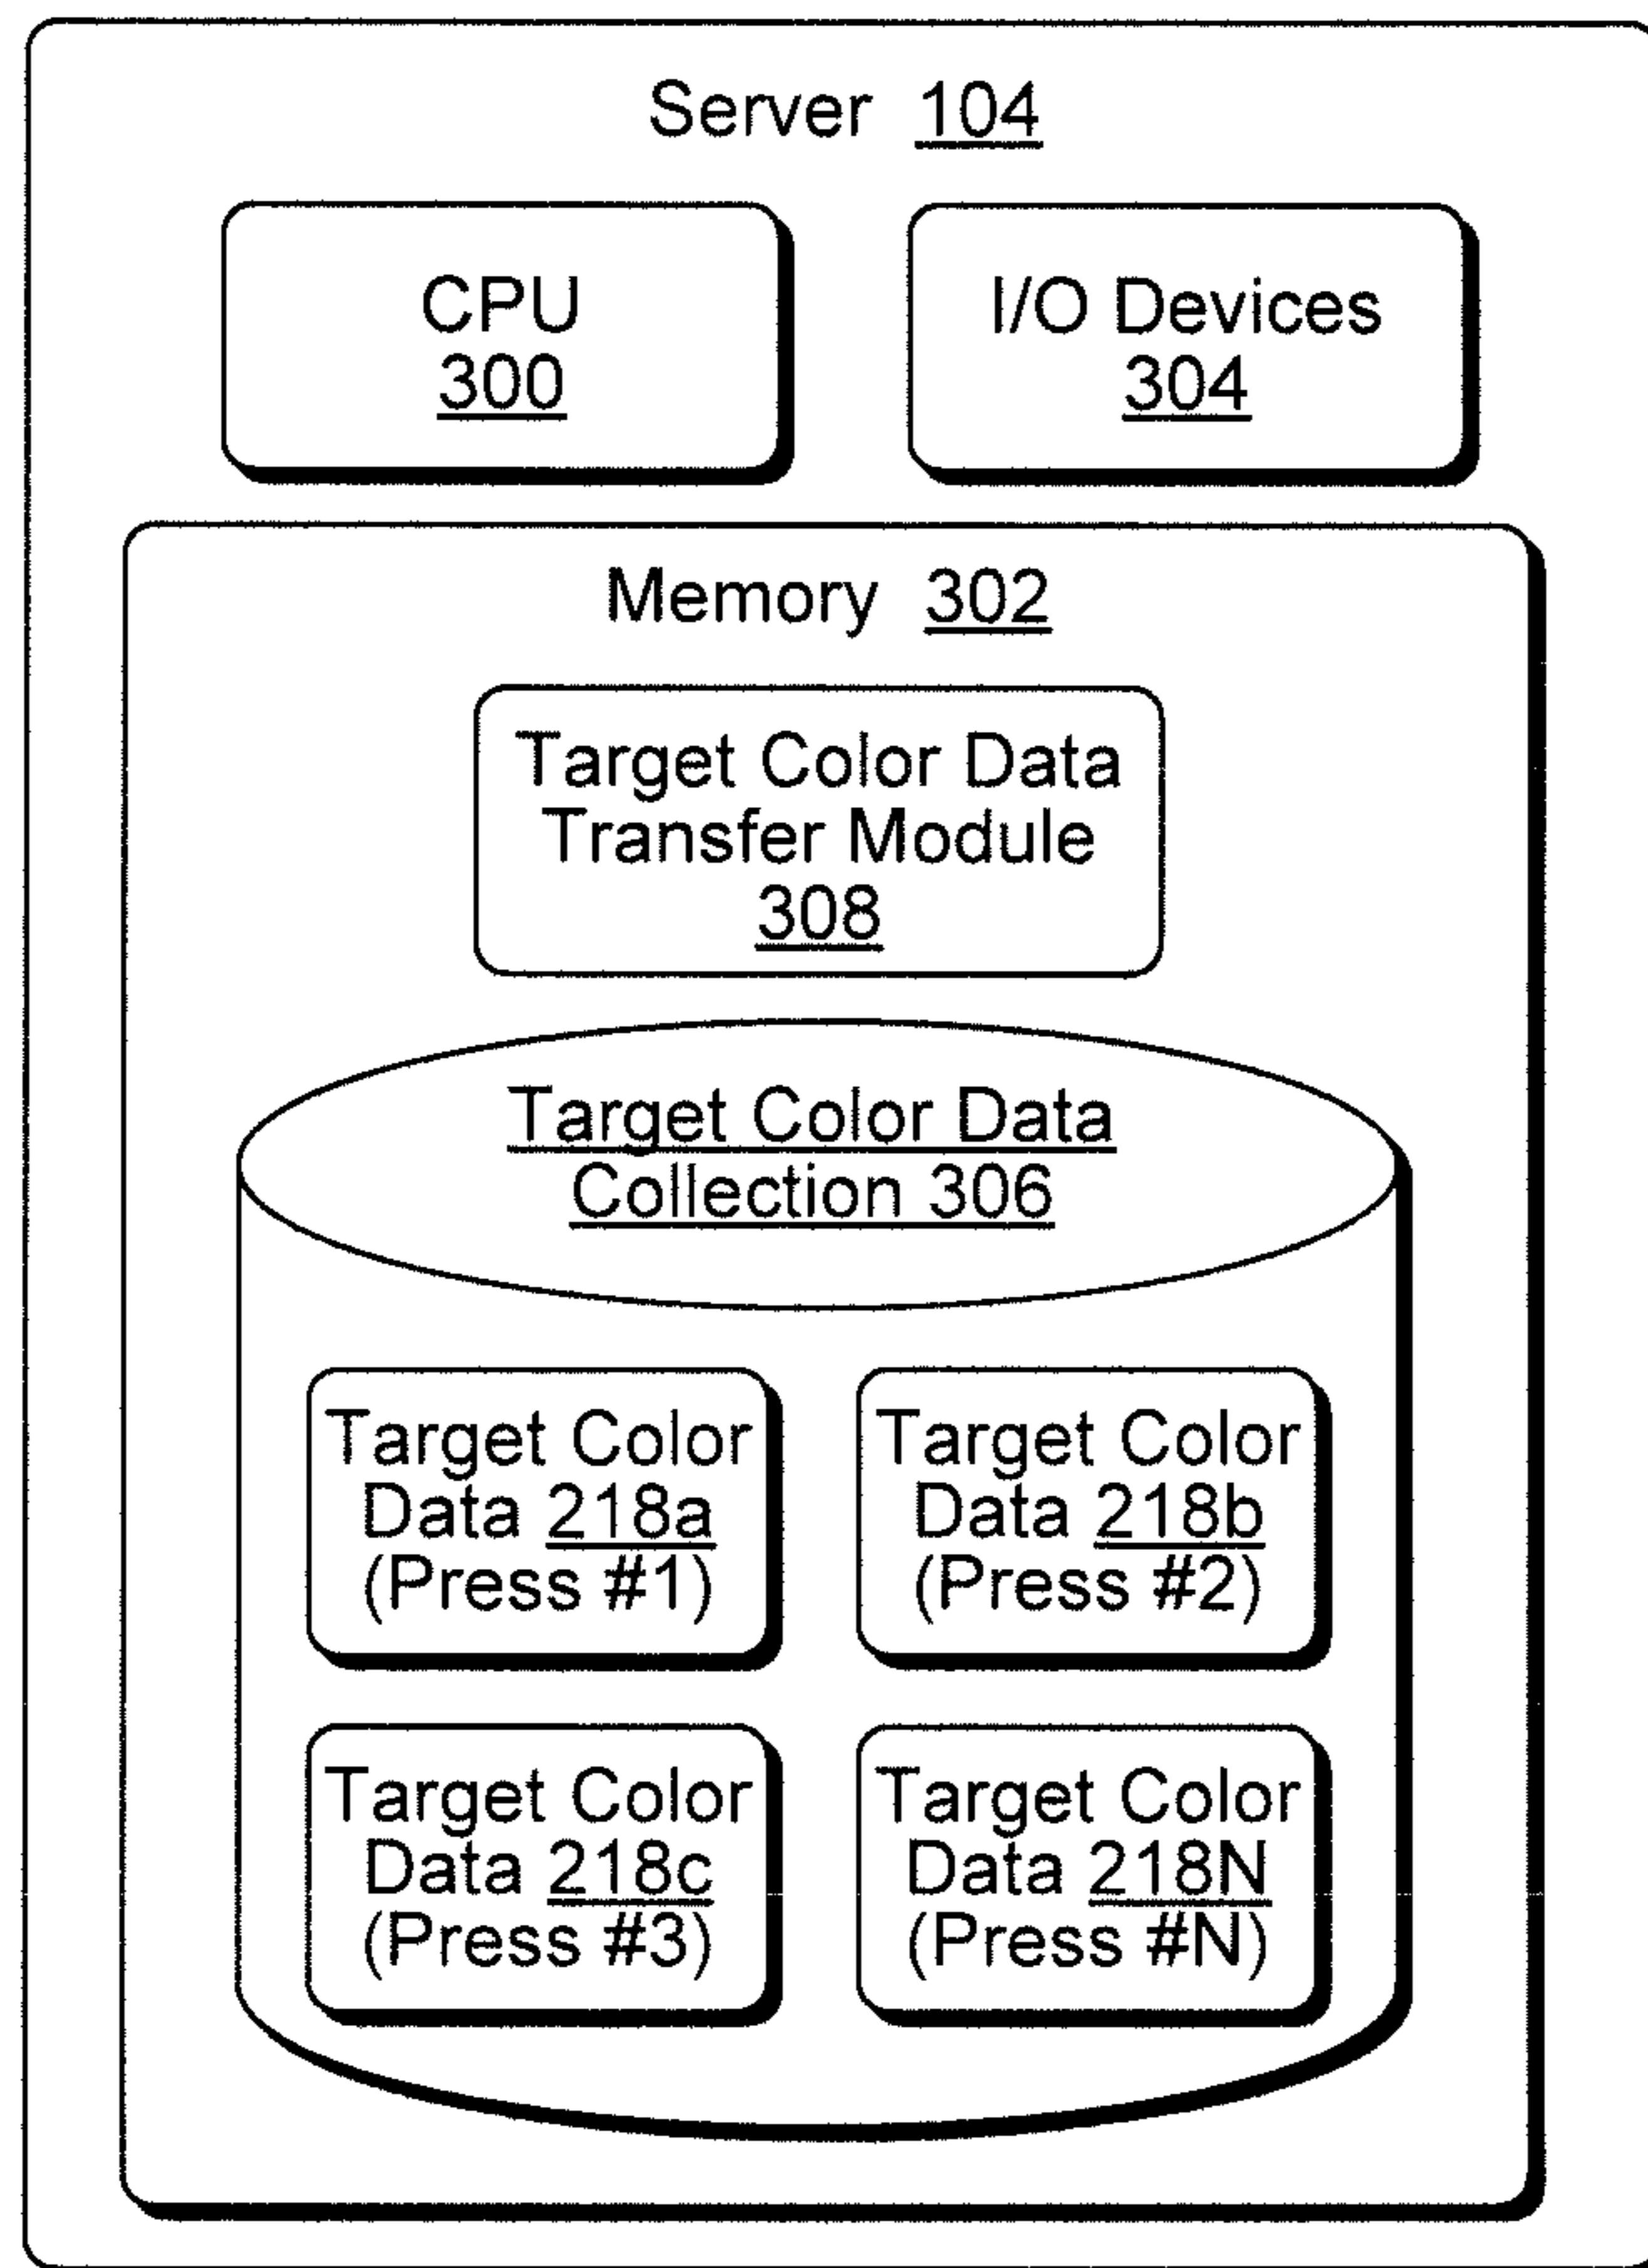 Server 104
CPU
300
I/O Devices
304
Memory 302
Target Color Data
Transfer Module
308
Target Color Data
Collection 306
Target Color
Data 218a
(Press #1)
Target Color
Data 218b
(Press #2)
Target Color
Data 218c
(Press #3)
Target Color
Data 218N
(Press #N)